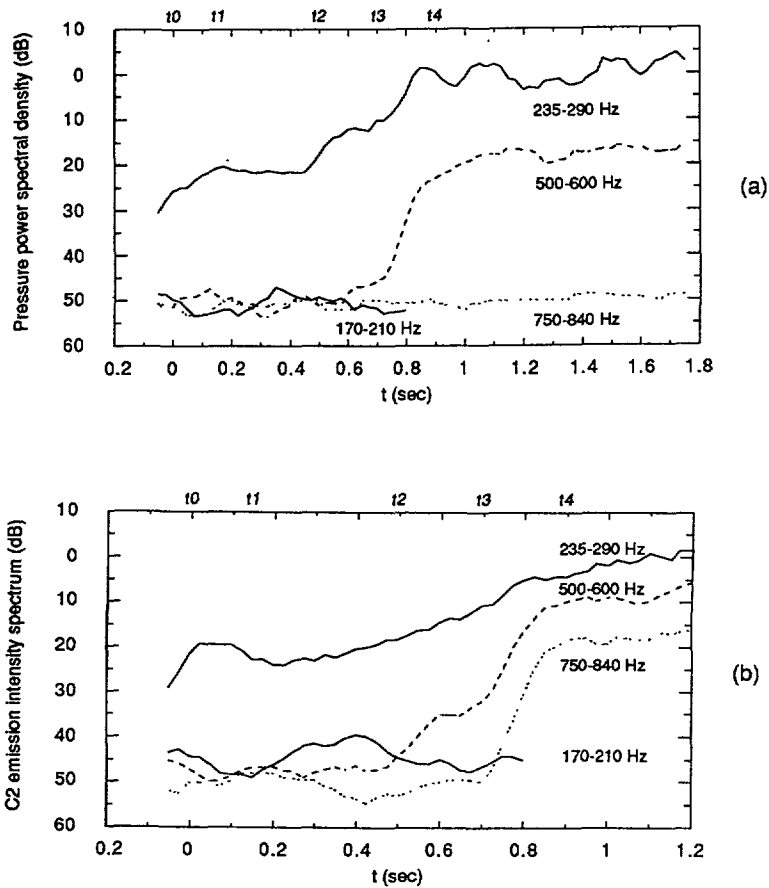 t0 t1 t2 t3 t4
10
0
10
20
30
40
50
60
Pressure power spectral density (dB)
235-290 Hz
500-600 Hz
170-210 Hz
750-840 Hz
(a)
0.2 0 0.2 0.4 0.6 0.8 1 1.2 1.4 1.6 1.8
t (sec)
t0 t1 t2 t3 t4
10
0
10
20
30
40
50
60
C2 emission intensity spectrum (dB)
235-290 Hz
500-600 Hz
750-840 Hz
170-210 Hz
(b)
0.2 0 0.2 0.4 0.6 0.8 1 1.2
t (sec)